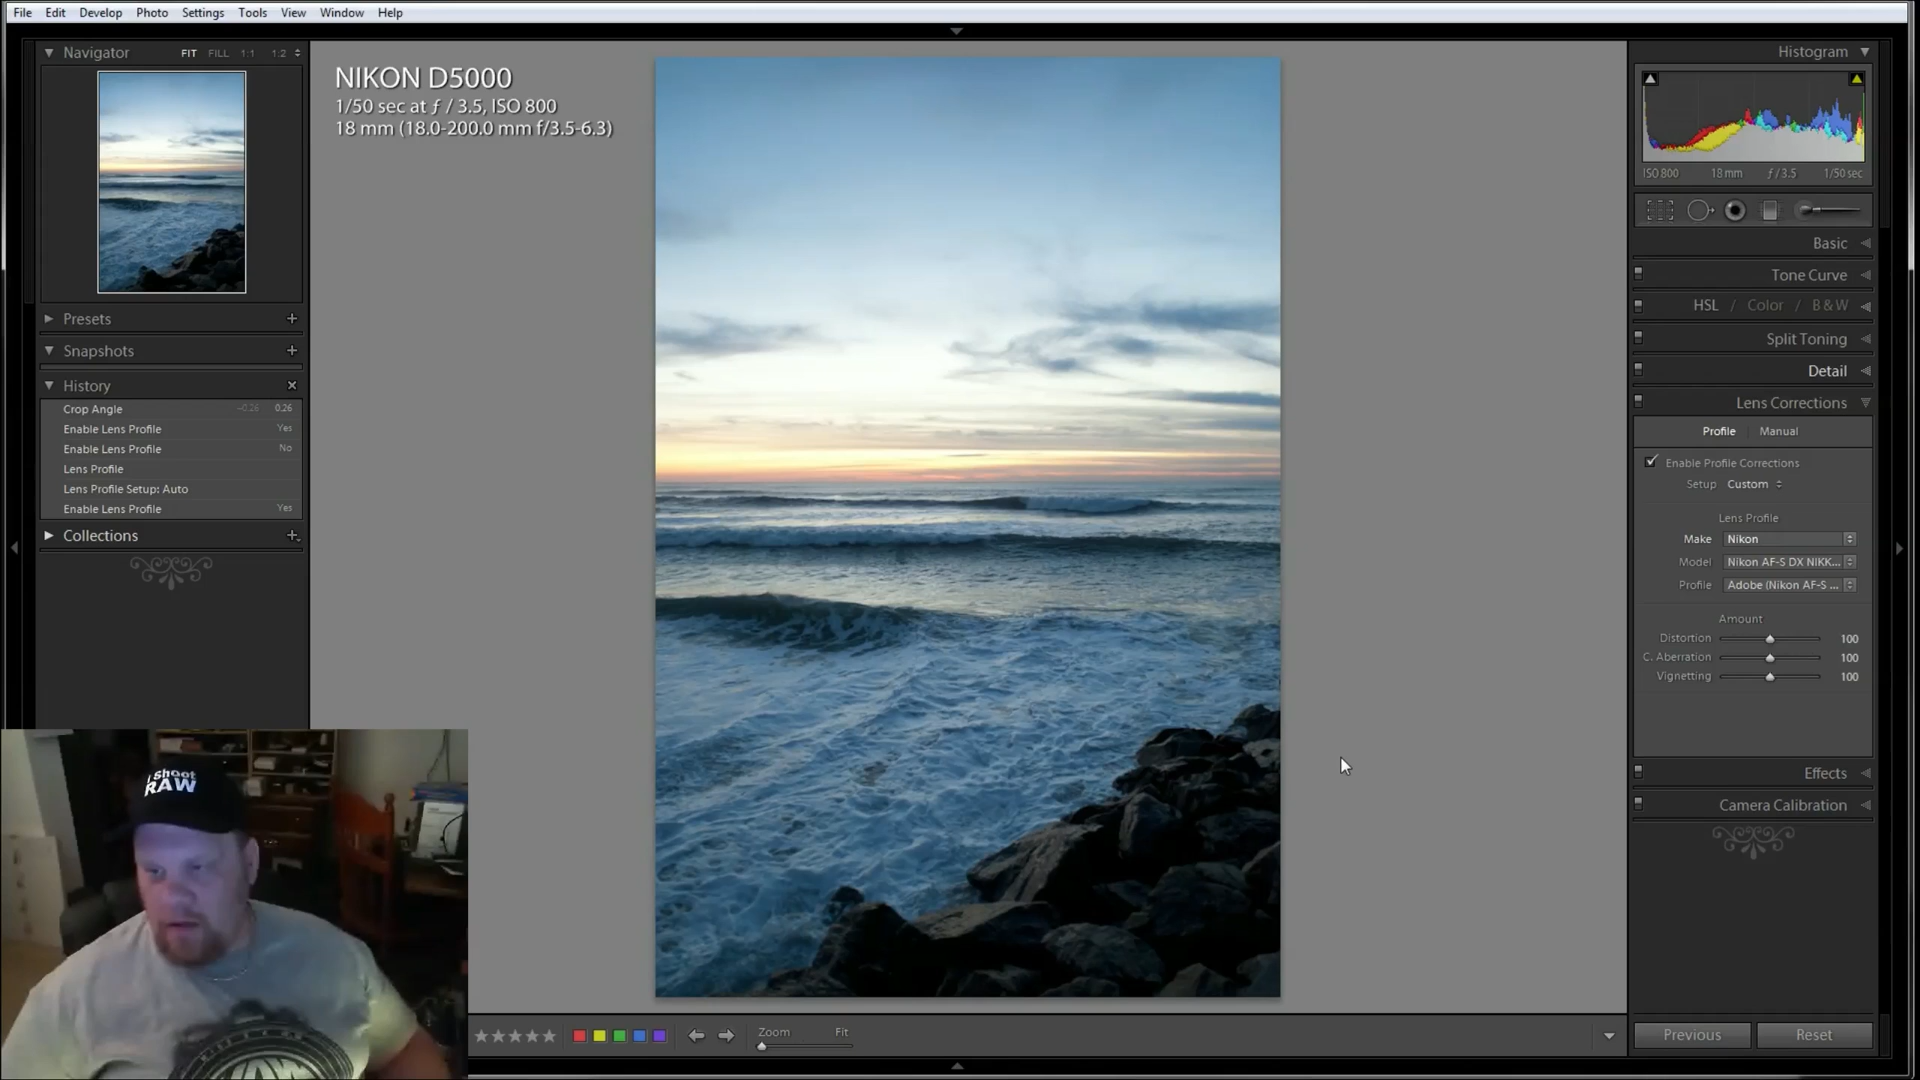 File Edit Develop Photo Settings Tools View Window Help
Navigator FIT FILL 1:1 1:2
Presets
Snapshots
History
Crop Angle -0.26 0.26
Enable Lens Profile Yes
Enable Lens Profile No
Lens Profile
Lens Profile Setup: Auto
Enable Lens Profile Yes
Collections
I shoot
RAW
NIKON D5000
1/50 sec at ƒ / 3.5, ISO 800
18 mm (18.0-200.0 mm f/3.5-6.3)
Zoom Fit
Histogram
ISO 800 18 mm ƒ / 3.5 1/50 sec
Basic
Tone Curve
HSL / Color / B & W
Split Toning
Detail
Lens Corrections
Profile Manual
Enable Profile Corrections
Setup Custom
Lens Profile
Make Nikon
Model Nikon AF-S DX NIKK...
Profile Adobe (Nikon AF-S ...
Amount
Distortion 100
C. Aberration 100
Vignetting 100
Effects
Camera Calibration
Previous Reset